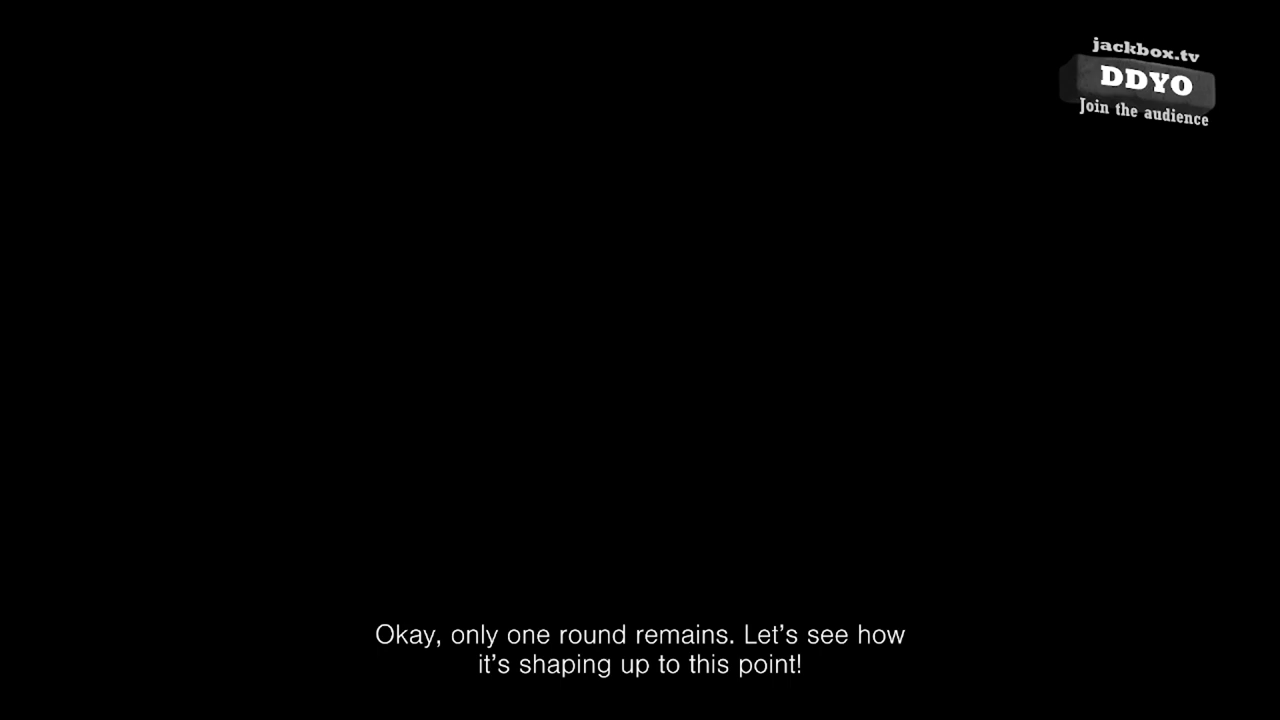 jackbox.tv
DDYO
Join the audience
Okay, only one round remains. Let’s see how
it’s shaping up to this point!